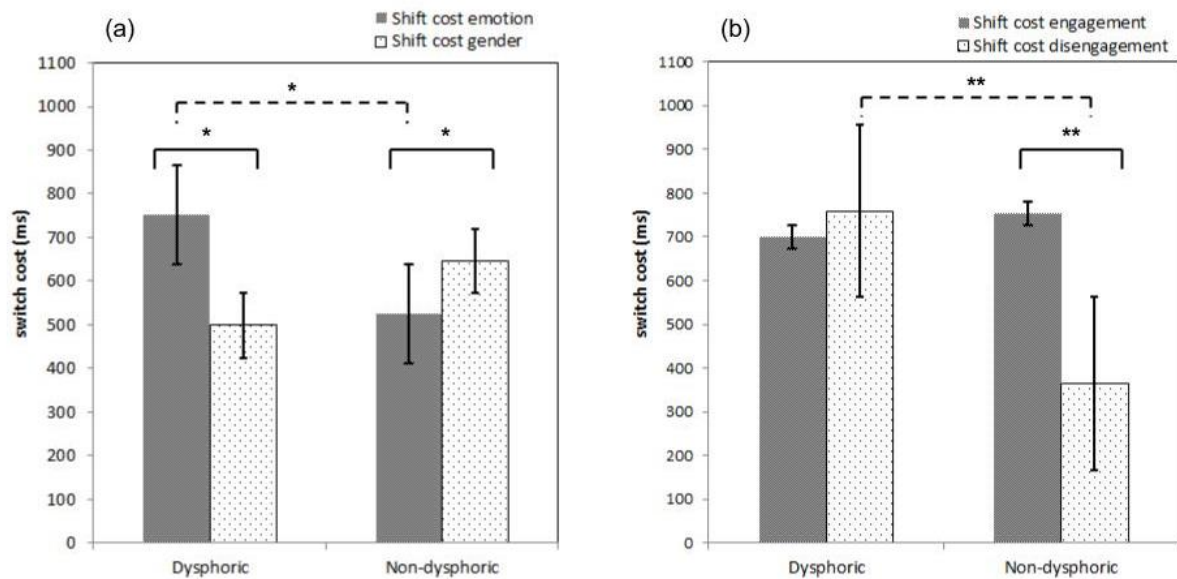 (a)
Shift cost emotion
Shift cost gender
switch cost (ms)
1100
1000
900
800
700
600
500
400
300
200
100
0
*
*
*
Dysphoric
Non-dysphoric
(b)
Shift cost engagement
Shift cost disengagement
switch cost (ms)
1100
1000
900
800
700
600
500
400
300
200
100
0
**
**
Dysphoric
Non-dysphoric